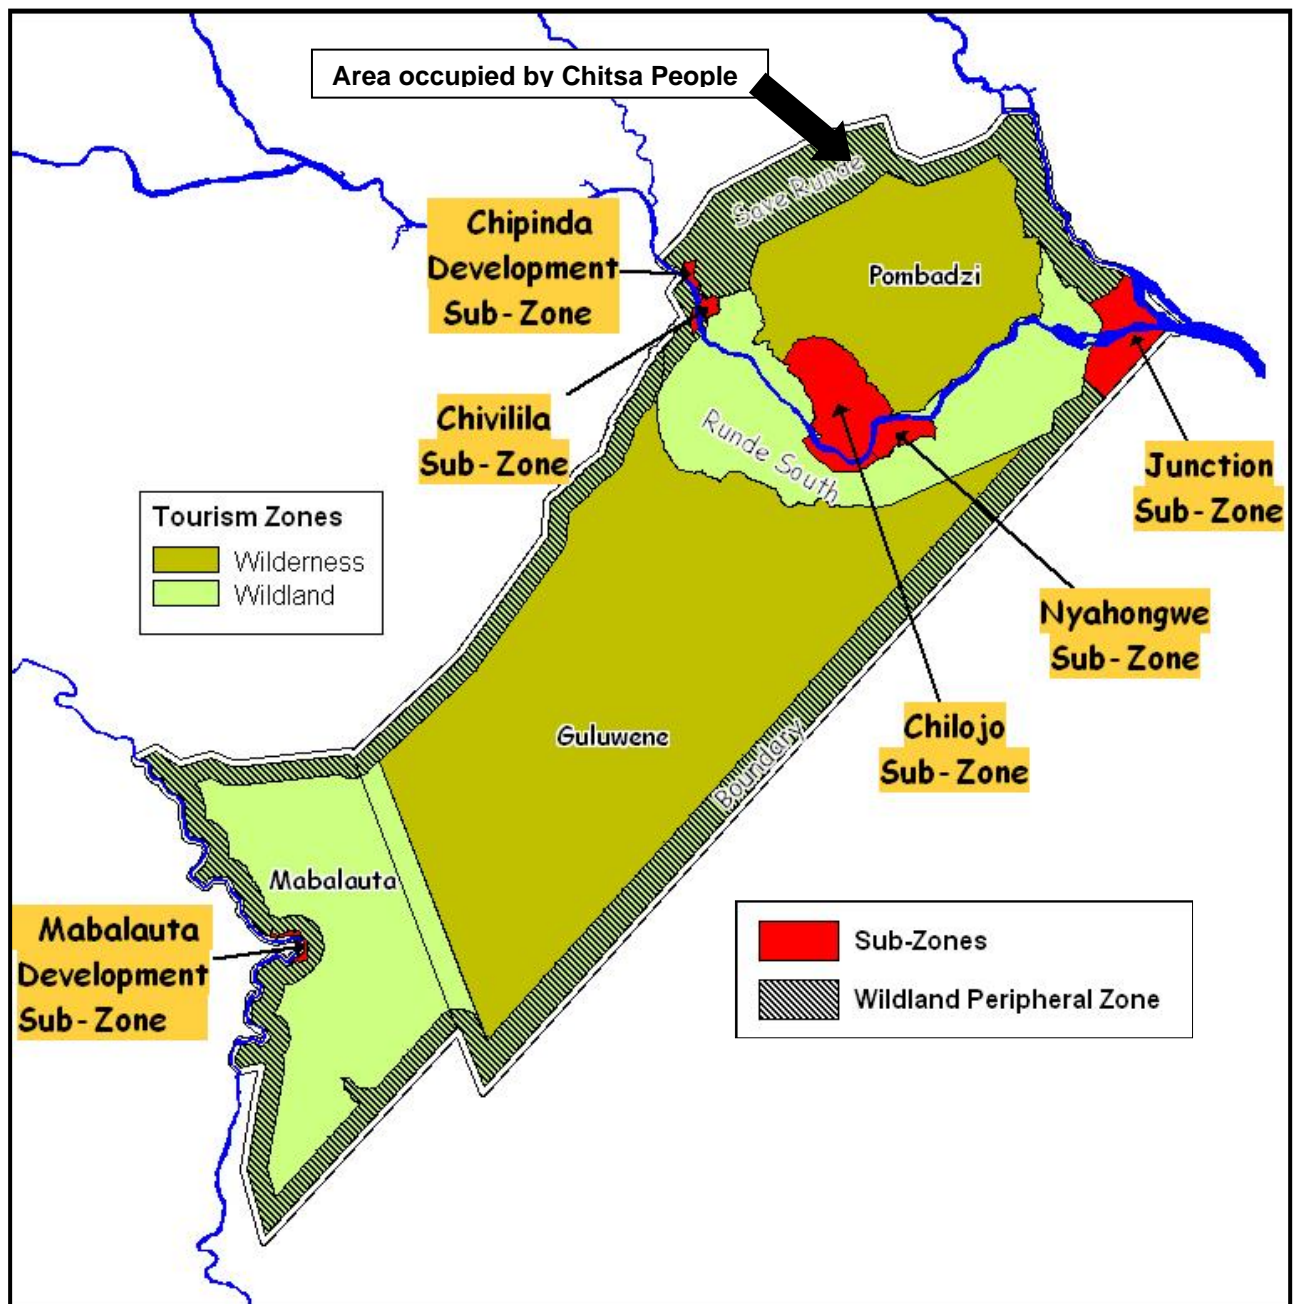 Area occupied by Chitsa People
Save Runde
Chipinda
Development
Sub-Zone
Pombadzi
Chivilila
Sub-Zone
Runde South
Junction
Sub-Zone
Tourism Zones
Wilderness
Wildland
Nyahongwe
Sub-Zone
Chilojo
Sub-Zone
Guluwene
Boundary
Mabalauta
Mabalauta
Development
Sub-Zone
Sub-Zones
Wildland Peripheral Zone